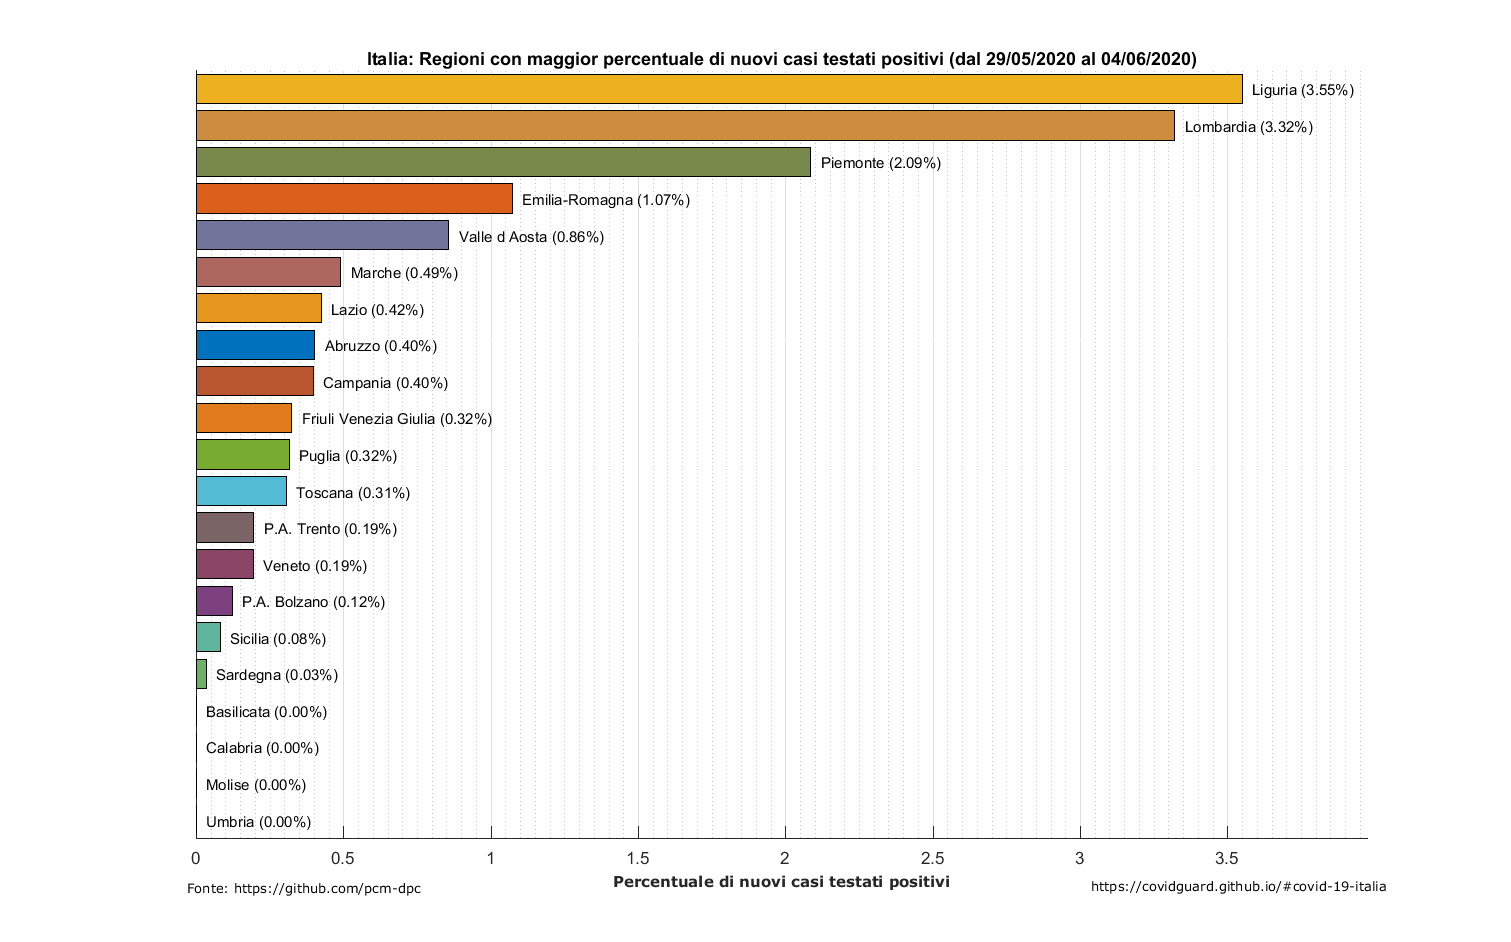 Italia: Regioni con maggior percentuale di nuovi casi testati positivi (dal 29/05/2020 al 04/06/2020)
Liguria (3.55%)
Lombardia (3.32%)
Piemonte (2.09%)
Emilia-Romagna (1.07%)
Valle d Aosta (0.86%)
Marche (0.49%)
Lazio (0.42%)
Abruzzo (0.40%)
Campania (0.40%)
Friuli Venezia Giulia (0.32%)
Puglia (0.32%)
Toscana (0.31%)
P.A. Trento (0.19%)
Veneto (0.19%)
P.A. Bolzano (0.12%)
Sicilia (0.08%)
Sardegna (0.03%)
Basilicata (0.00%)
Calabria (0.00%)
Molise (0.00%)
Umbria (0.00%)
0 0.5 1 1.5 2 2.5 3 3.5
Percentuale di nuovi casi testati positivi
Fonte: https://github.com/pcm-dpc
https://covidguard.github.io/#covid-19-italia